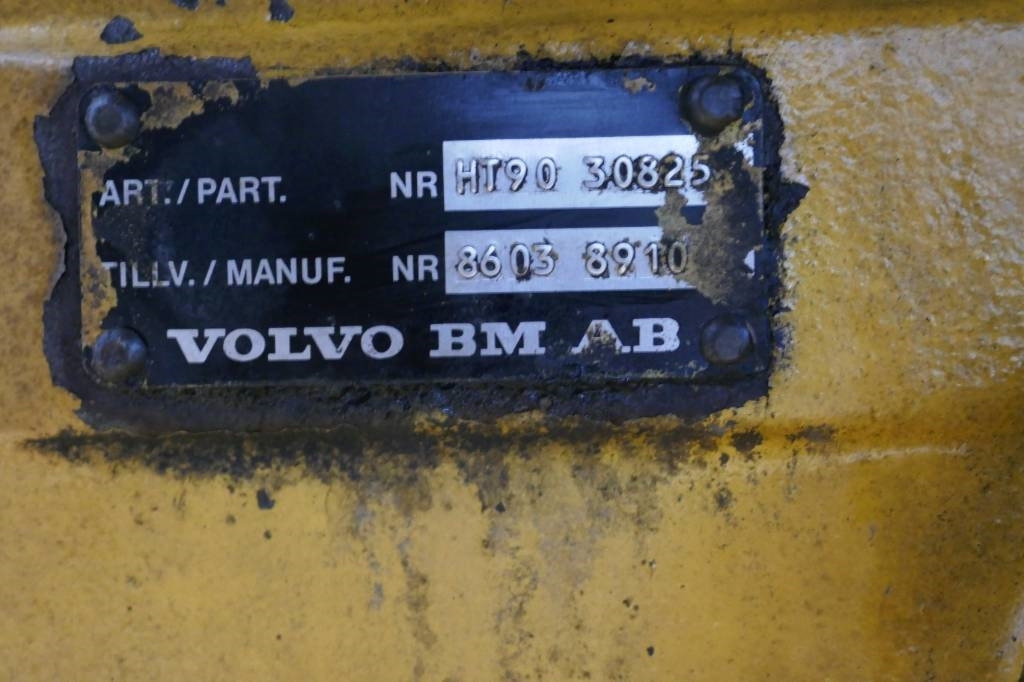 ART./PART. NR HT90 30825
TILLV./MANUF. NR 8603 8910
VOLVO BM AB